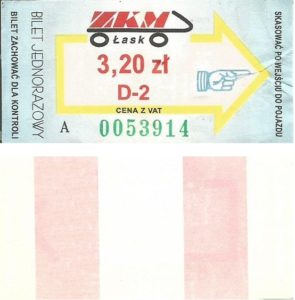 BILET ZACHOWAĆ DLA KONTROLI
BILET JEDNORAZOWY
ZKM
Łask
3,20 zł
D-2
CENA Z VAT
A 0053914
SKASOWAĆ PO WEJŚCIU DO POJAZDU